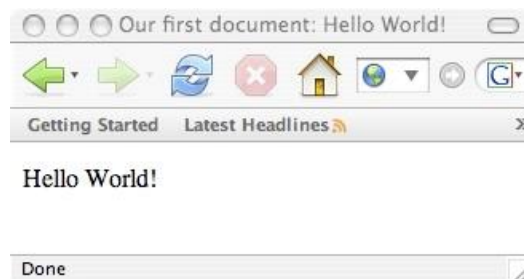 Our first document: Hello World!
G
Getting Started Latest Headlines
Hello World!
Done